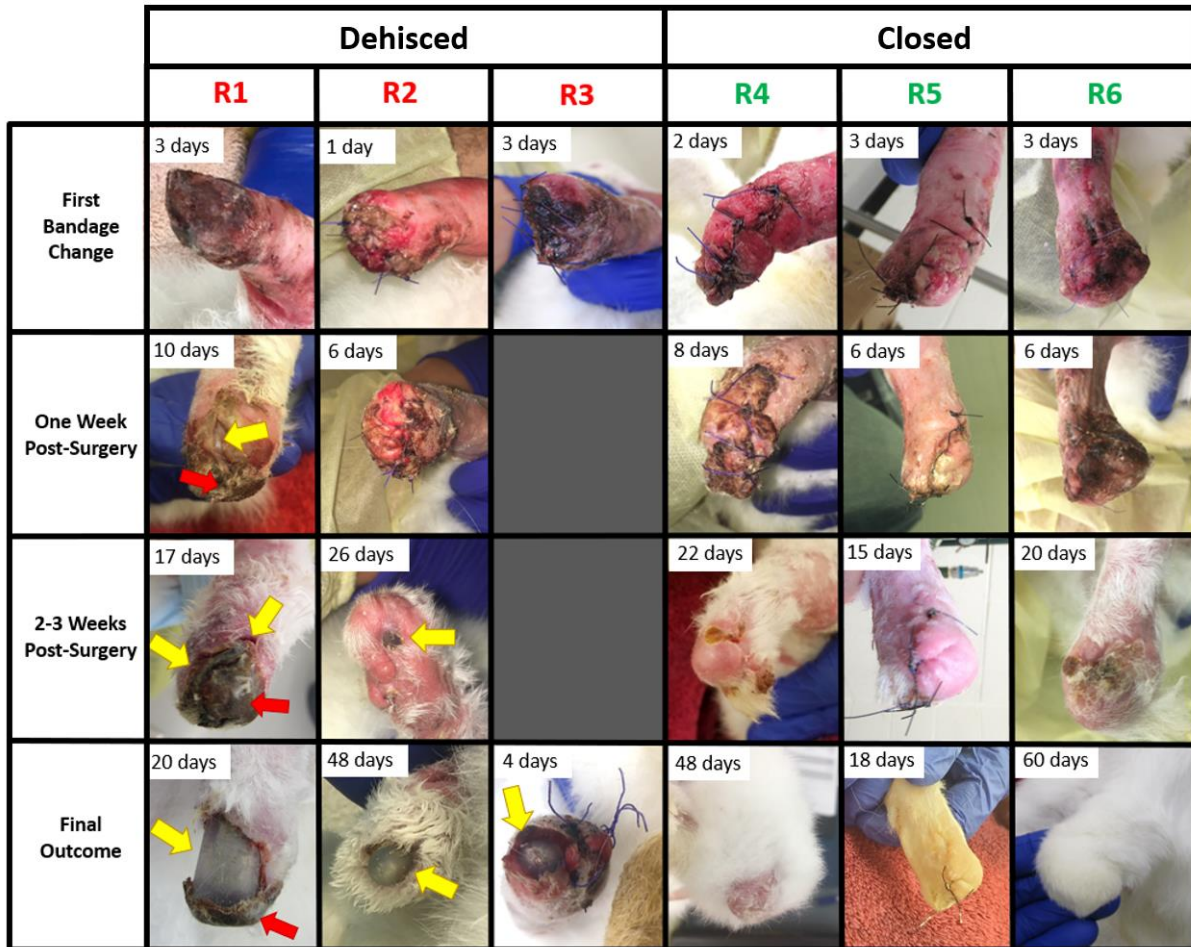 Dehisced
Closed
R1
R2
R3
R4
R5
R6
First
Bandage
Change
3 days
1 day
3 days
2 days
3 days
3 days
One Week
Post-Surgery
10 days
6 days
8 days
6 days
6 days
2-3 Weeks
Post-Surgery
17 days
26 days
22 days
15 days
20 days
Final
Outcome
20 days
48 days
4 days
48 days
18 days
60 days